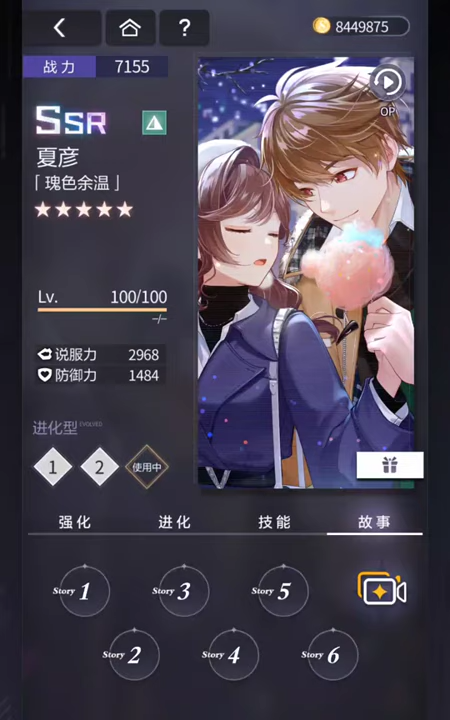 ?
8449875
战力 7155
OP
SSR
夏彦
「瑰色余温」
Lv. 100/100
--/--
说服力 2968
防御力 1484
进化型 EVOLVED
1 2 使用中
强化 进化 技能 故事
Story 1 Story 3 Story 5
Story 2 Story 4 Story 6